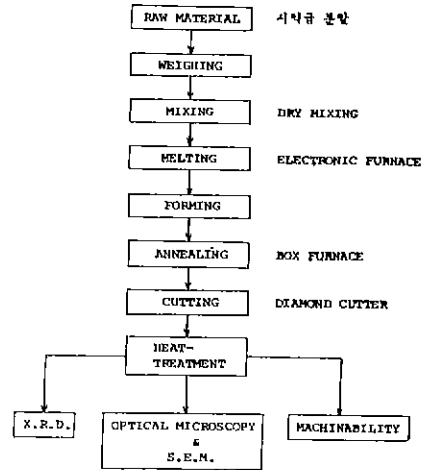 RAW MATERIAL 시약급 분말
WEIGHING
MIXING DRY MIXING
MELTING ELECTRONIC FURNACE
FORMING
ANNEALING BOX FURNACE
CUTTING DIAMOND CUTTER
HEAT-
TREATMENT
X.R.D.
OPTICAL MICROSCOPY
&
S.E.M.
MACHINABILITY